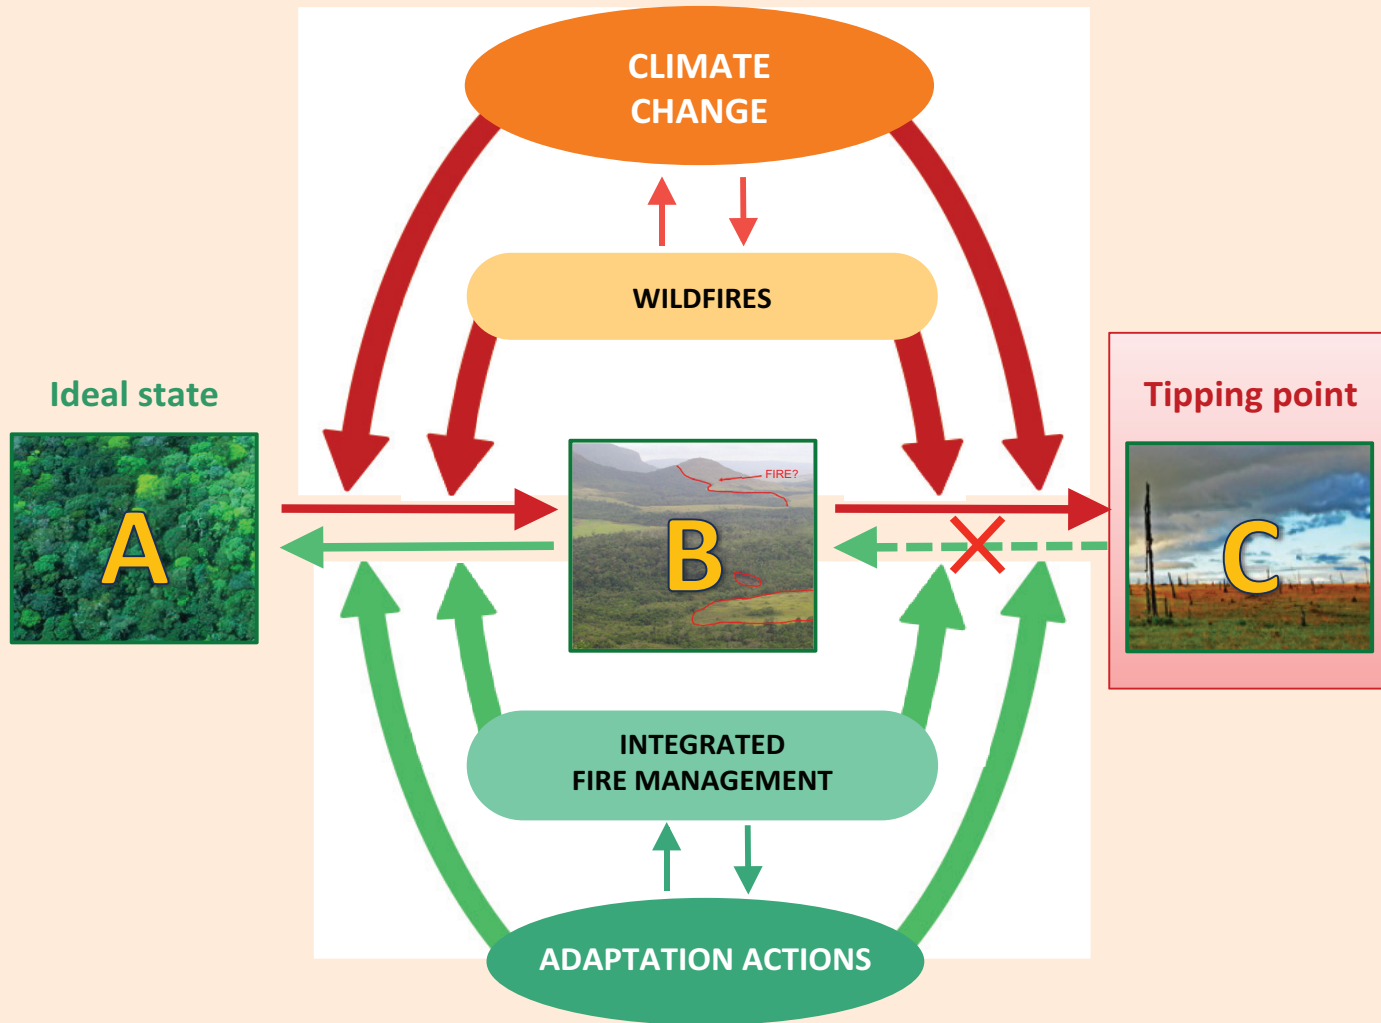 CLIMATE
CHANGE
WILDFIRES
Ideal state
Tipping point
FIRE?
A
B
C
INTEGRATED
FIRE MANAGEMENT
ADAPTATION ACTIONS